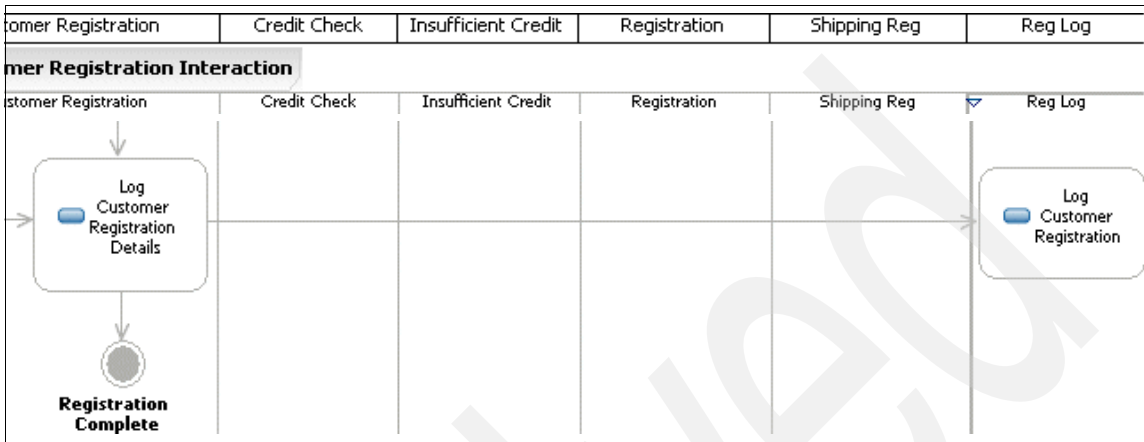 tomer Registration Credit Check Insufficient Credit Registration Shipping Reg Reg Log
mer Registration Interaction
stomer Registration Credit Check Insufficient Credit Registration Shipping Reg Reg Log
Log
Customer
Registration
Details
Log
Customer
Registration
Registration
Complete